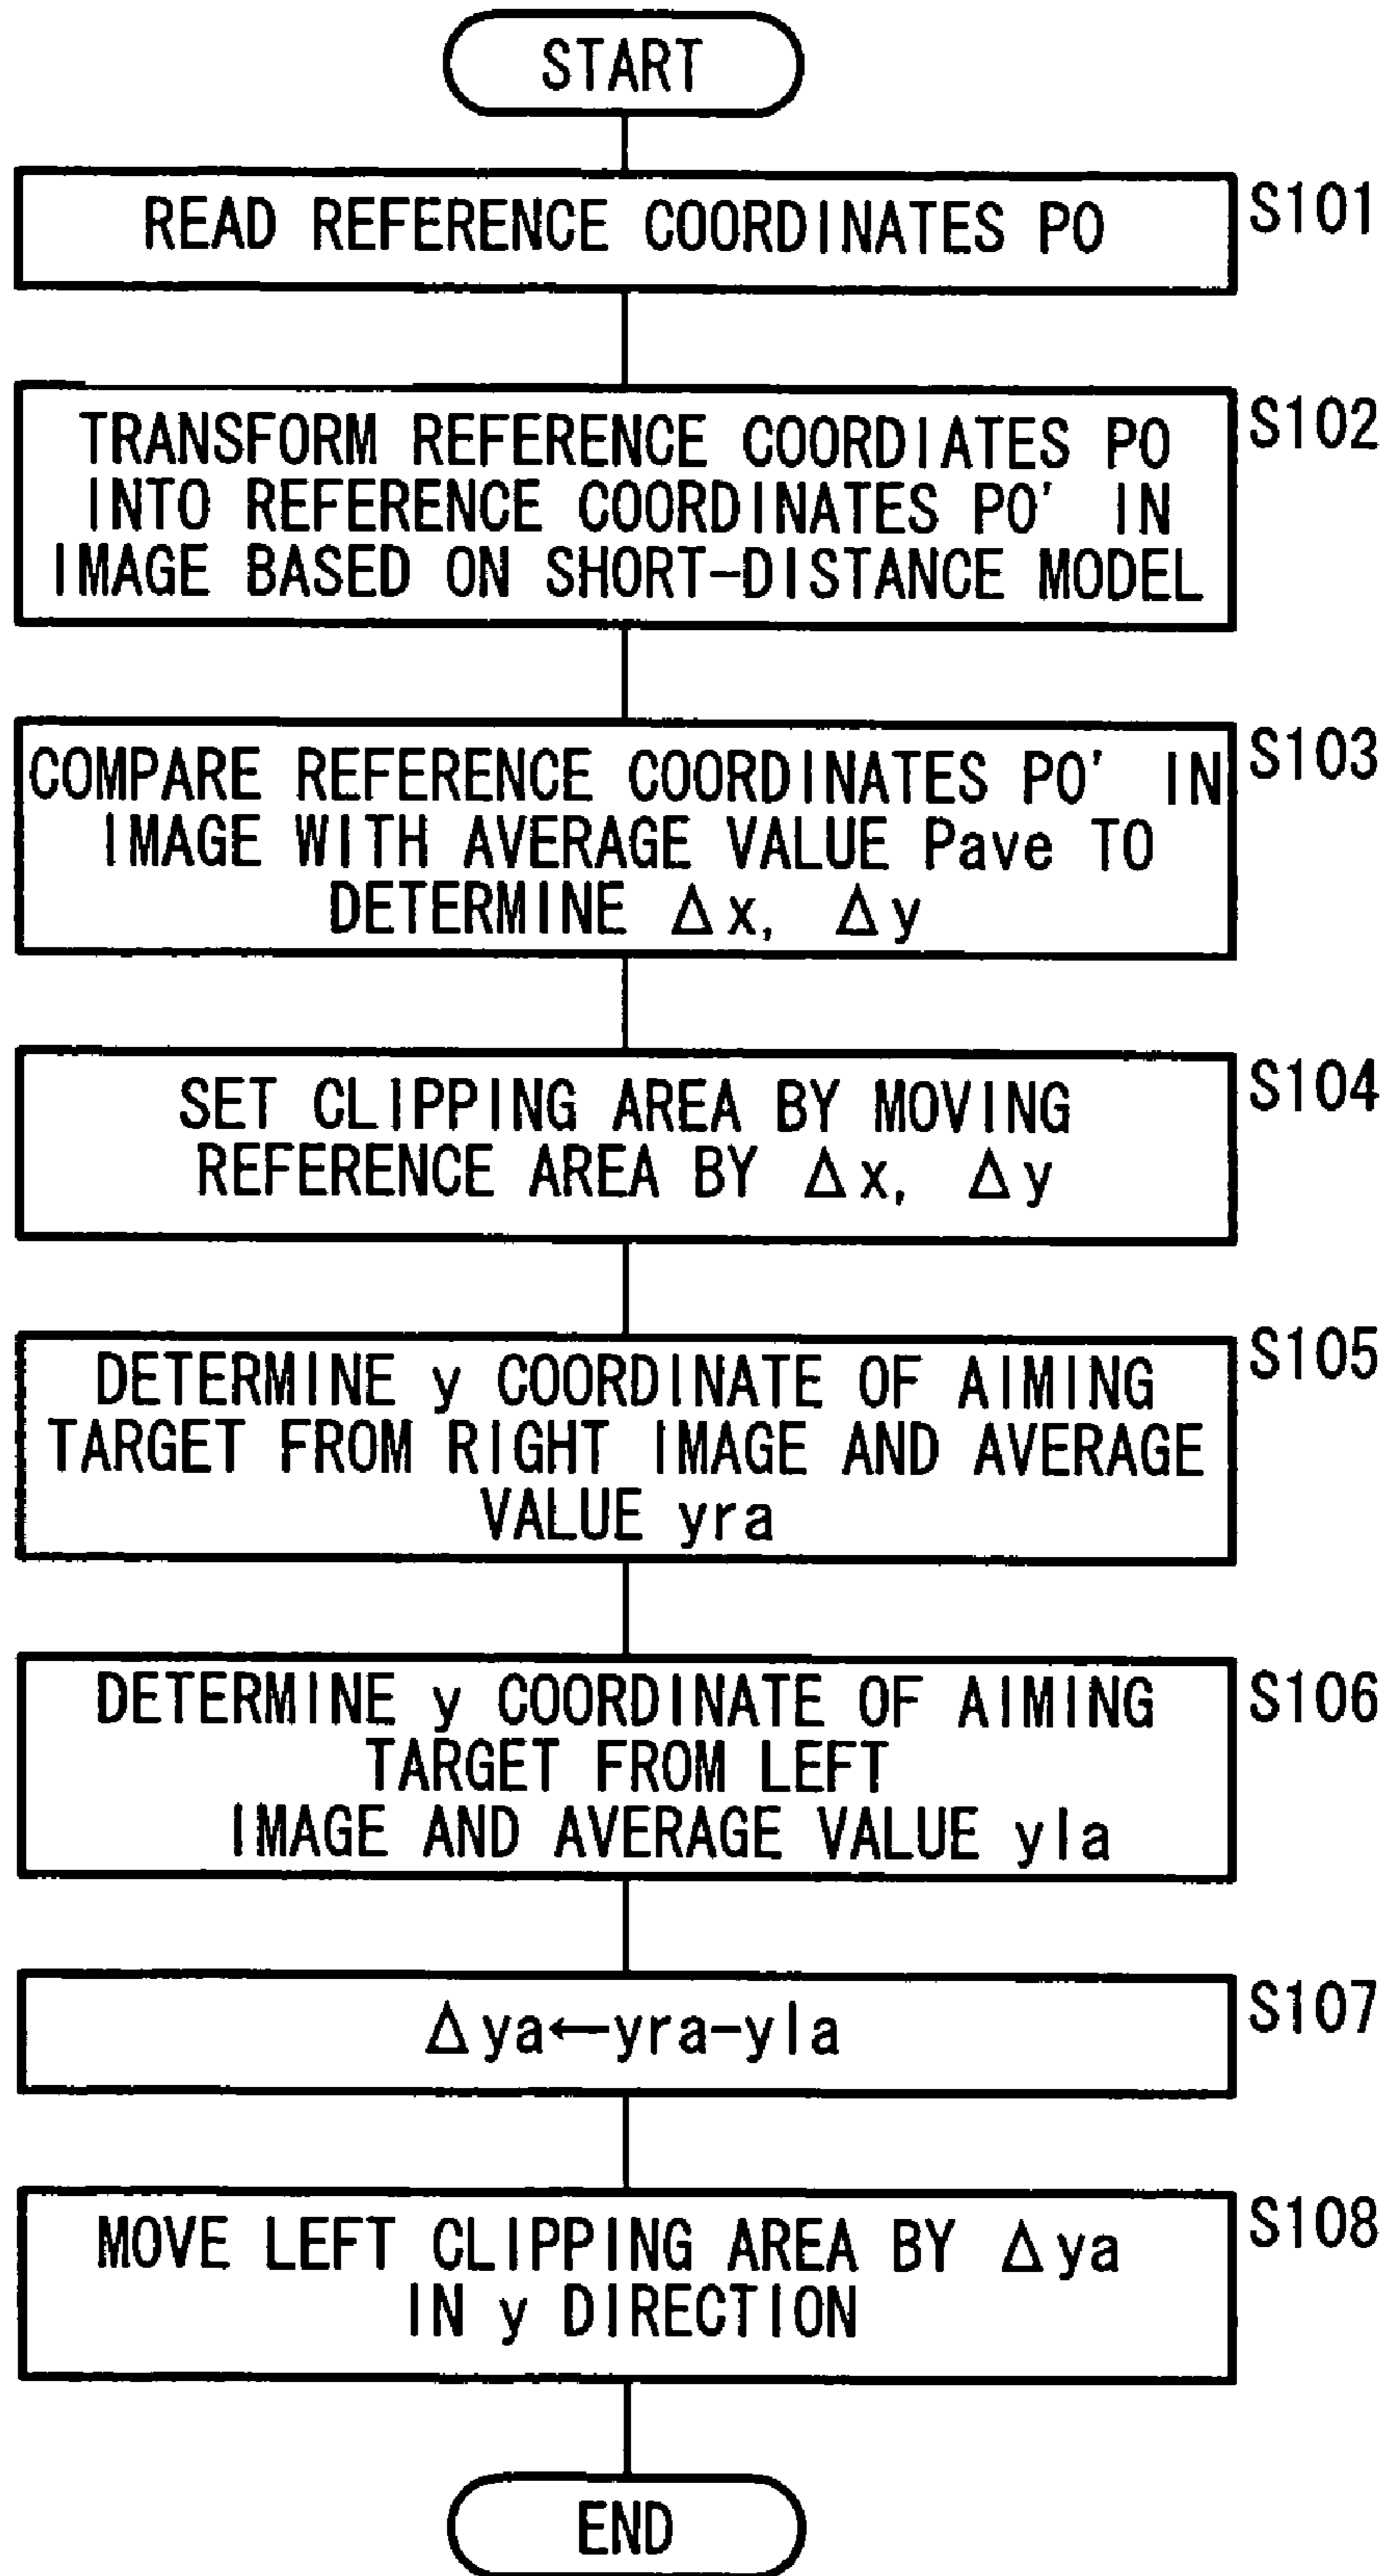 START
READ REFERENCE COORDINATES PO
S101
TRANSFORM REFERENCE COORDIATES PO
INTO REFERENCE COORDINATES PO' IN
IMAGE BASED ON SHORT-DISTANCE MODEL
S102
COMPARE REFERENCE COORDINATES PO' IN
IMAGE WITH AVERAGE VALUE Pave TO
DETERMINE Δx, Δy
S103
SET CLIPPING AREA BY MOVING
REFERENCE AREA BY Δx, Δy
S104
DETERMINE y COORDINATE OF AIMING
TARGET FROM RIGHT IMAGE AND AVERAGE
VALUE yra
S105
DETERMINE y COORDINATE OF AIMING
TARGET FROM LEFT
IMAGE AND AVERAGE VALUE yla
S106
Δya←yra-yla
S107
MOVE LEFT CLIPPING AREA BY Δya
IN y DIRECTION
S108
END